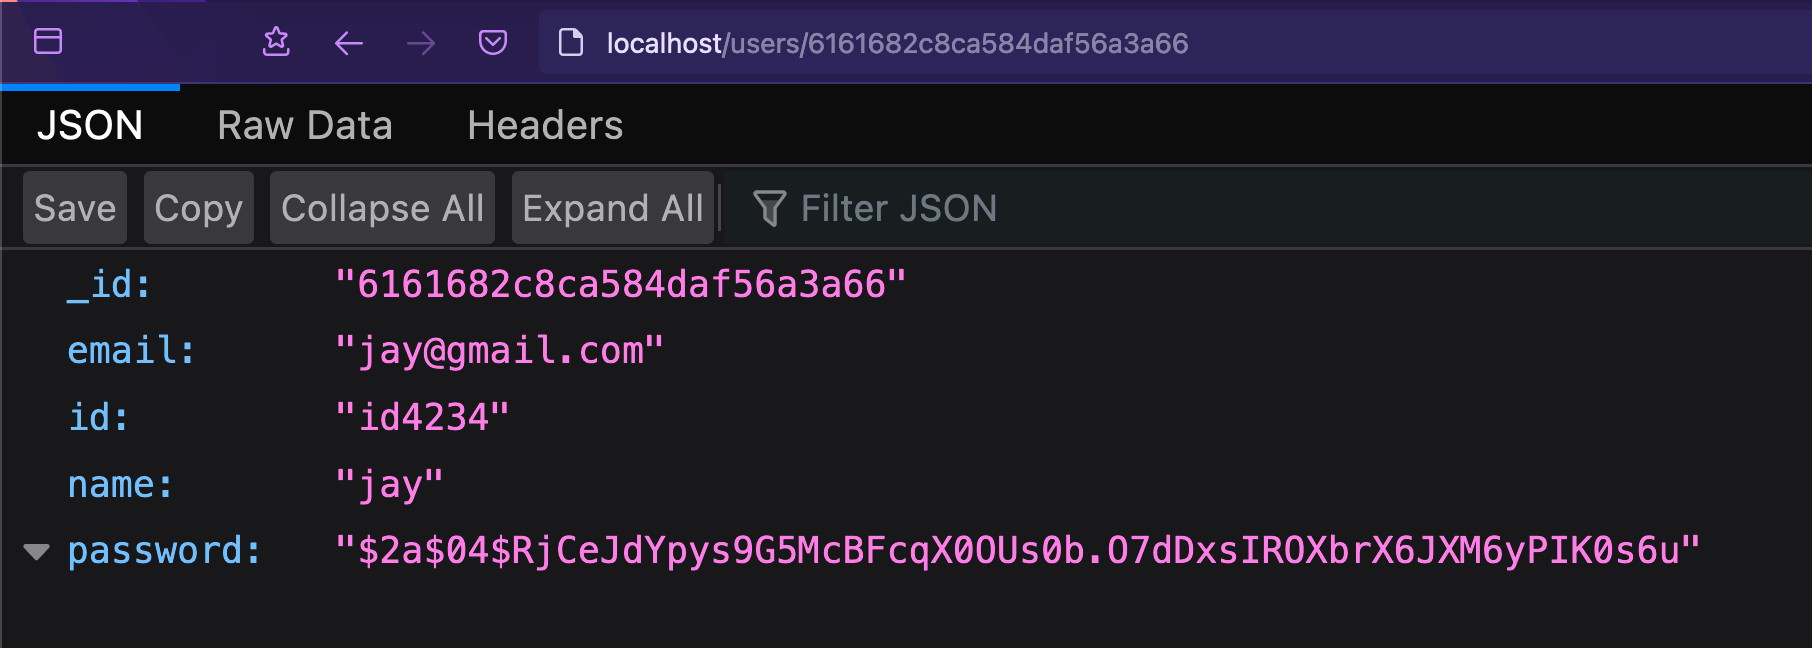 localhost/users/6161682c8ca584daf56a3a66
JSON Raw Data Headers
Save Copy Collapse All Expand All Filter JSON
_id: "6161682c8ca584daf56a3a66"
email: "jay@gmail.com"
id: "id4234"
name: "jay"
password: "$2a$04$RjCeJdYpys9G5McBFcqX0OUs0b.O7dDxsIROXbrX6JXM6yPIK0s6u"